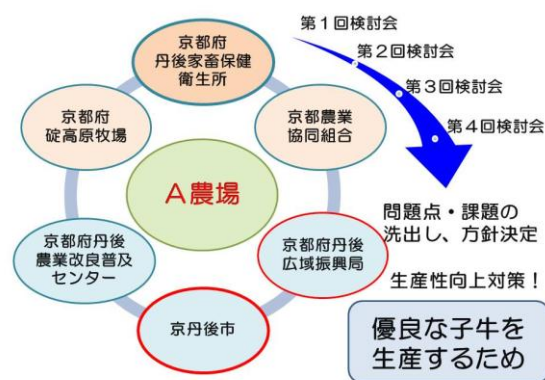 京都府
丹後家畜保健
衛生所
京都府
碇高原牧場
京都農業
協同組合
A農場
京都府丹後
農業改良普及
センター
京都府丹後
広域振興局
京丹後市
第1回検討会
第2回検討会
第3回検討会
第4回検討会
問題点・課題の
洗出し、方針決定
生産性向上対策！
優良な子牛を
生産するため